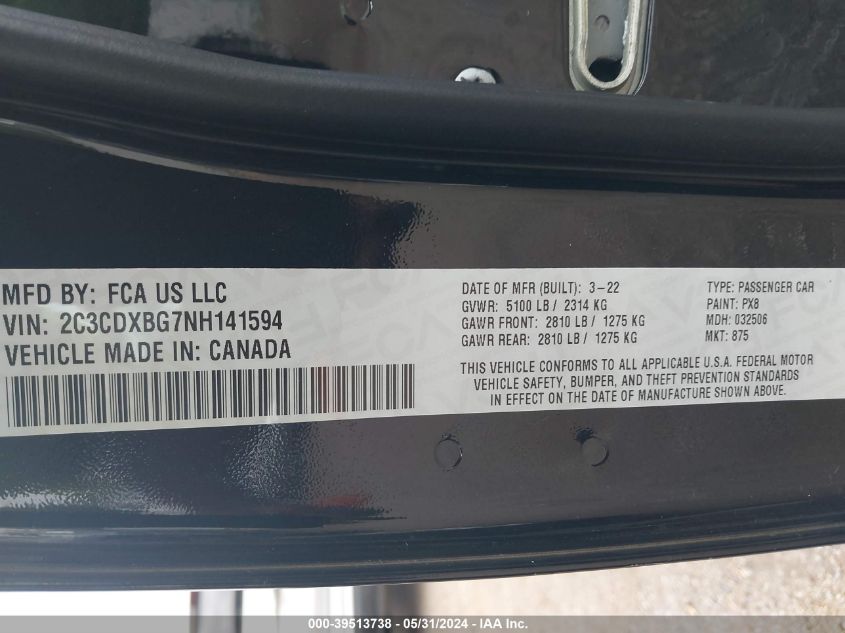 MFD BY: FCA US LLC
VIN: 2C3CDXBG7NH141594
VEHICLE MADE IN: CANADA
DATE OF MFR (BUILT): 3-22
GVWR: 5100 LB / 2314 KG
GAWR FRONT: 2810 LB / 1275 KG
GAWR REAR: 2810 LB / 1275 KG
TYPE: PASSENGER CAR
PAINT: PX8
MDH: 032506
MKT: 875
THIS VEHICLE CONFORMS TO ALL APPLICABLE U.S.A. FEDERAL MOTOR
VEHICLE SAFETY, BUMPER, AND THEFT PREVENTION STANDARDS
IN EFFECT ON THE DATE OF MANUFACTURE SHOWN ABOVE.
000-39513738 - 05/31/2024 - IAA Inc.